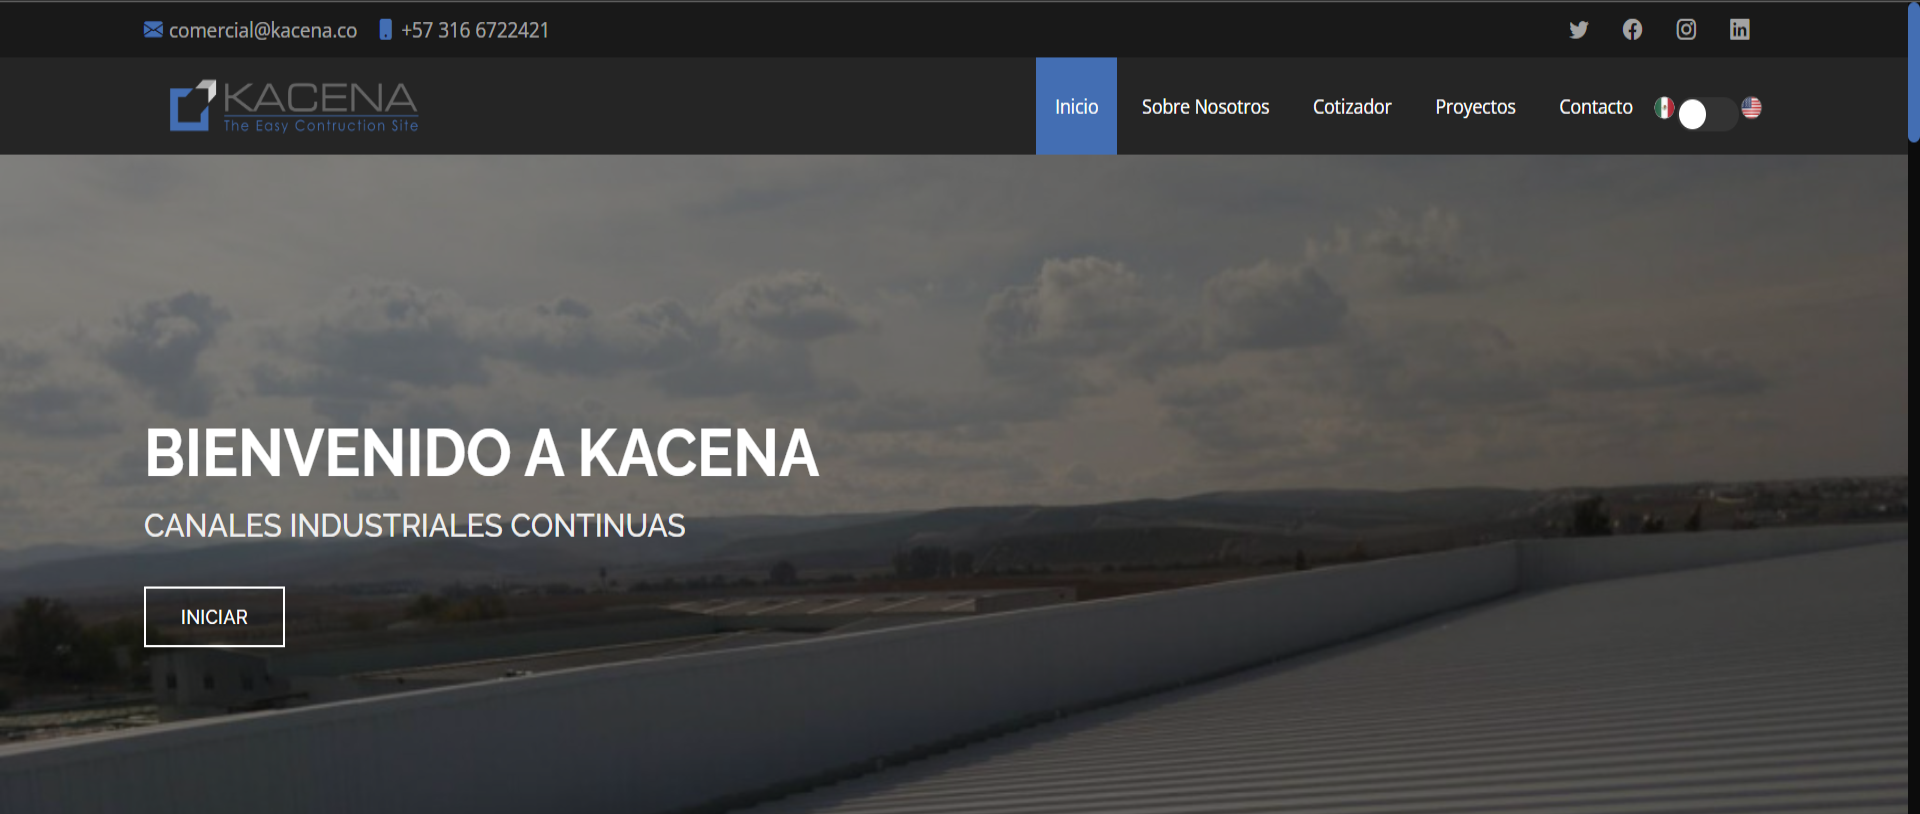 comercial@kacena.co +57 316 6722421
KACENA
The Easy Contruction Site
Inicio Sobre Nosotros Cotizador Proyectos Contacto
BIENVENIDO A KACENA
CANALES INDUSTRIALES CONTINUAS
INICIAR